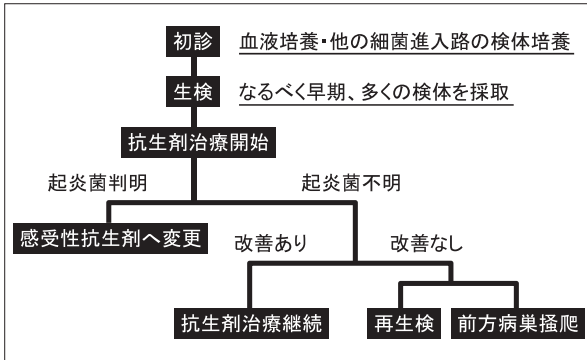 初診 血液培養・他の細菌進入路の検体培養
生検 なるべく早期、多くの検体を採取
抗生剤治療開始
起炎菌判明 起炎菌不明
感受性抗生剤へ変更
改善あり 改善なし
抗生剤治療継続 再生検 前方病巣掻爬